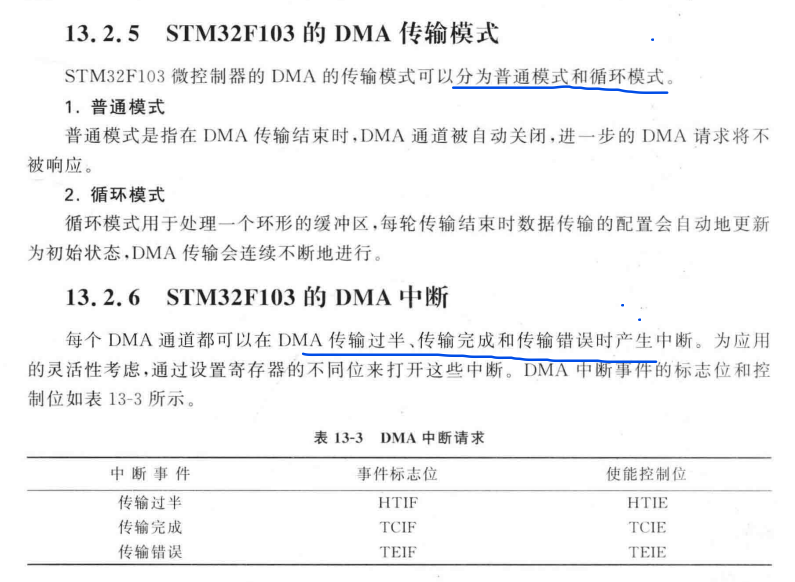 13.2.5 STM32F103 的 DMA 传输模式
STM32F103 微控制器的 DMA 的传输模式可以分为普通模式和循环模式。
1. 普通模式
普通模式是指在 DMA 传输结束时,DMA 通道被自动关闭,进一步的 DMA 请求将不
被响应。
2. 循环模式
循环模式用于处理一个环形的缓冲区,每轮传输结束时数据传输的配置会自动地更新
为初始状态,DMA 传输会连续不断地进行。
13.2.6 STM32F103 的 DMA 中断
每个 DMA 通道都可以在 DMA 传输过半、传输完成和传输错误时产生中断。为应用
的灵活性考虑,通过设置寄存器的不同位来打开这些中断。DMA 中断事件的标志位和控
制位如表 13-3 所示。
表 13-3 DMA 中断请求
中断事件 事件标志位 使能控制位
传输过半 HTIF HTIE
传输完成 TCIF TCIE
传输错误 TEIF TEIE